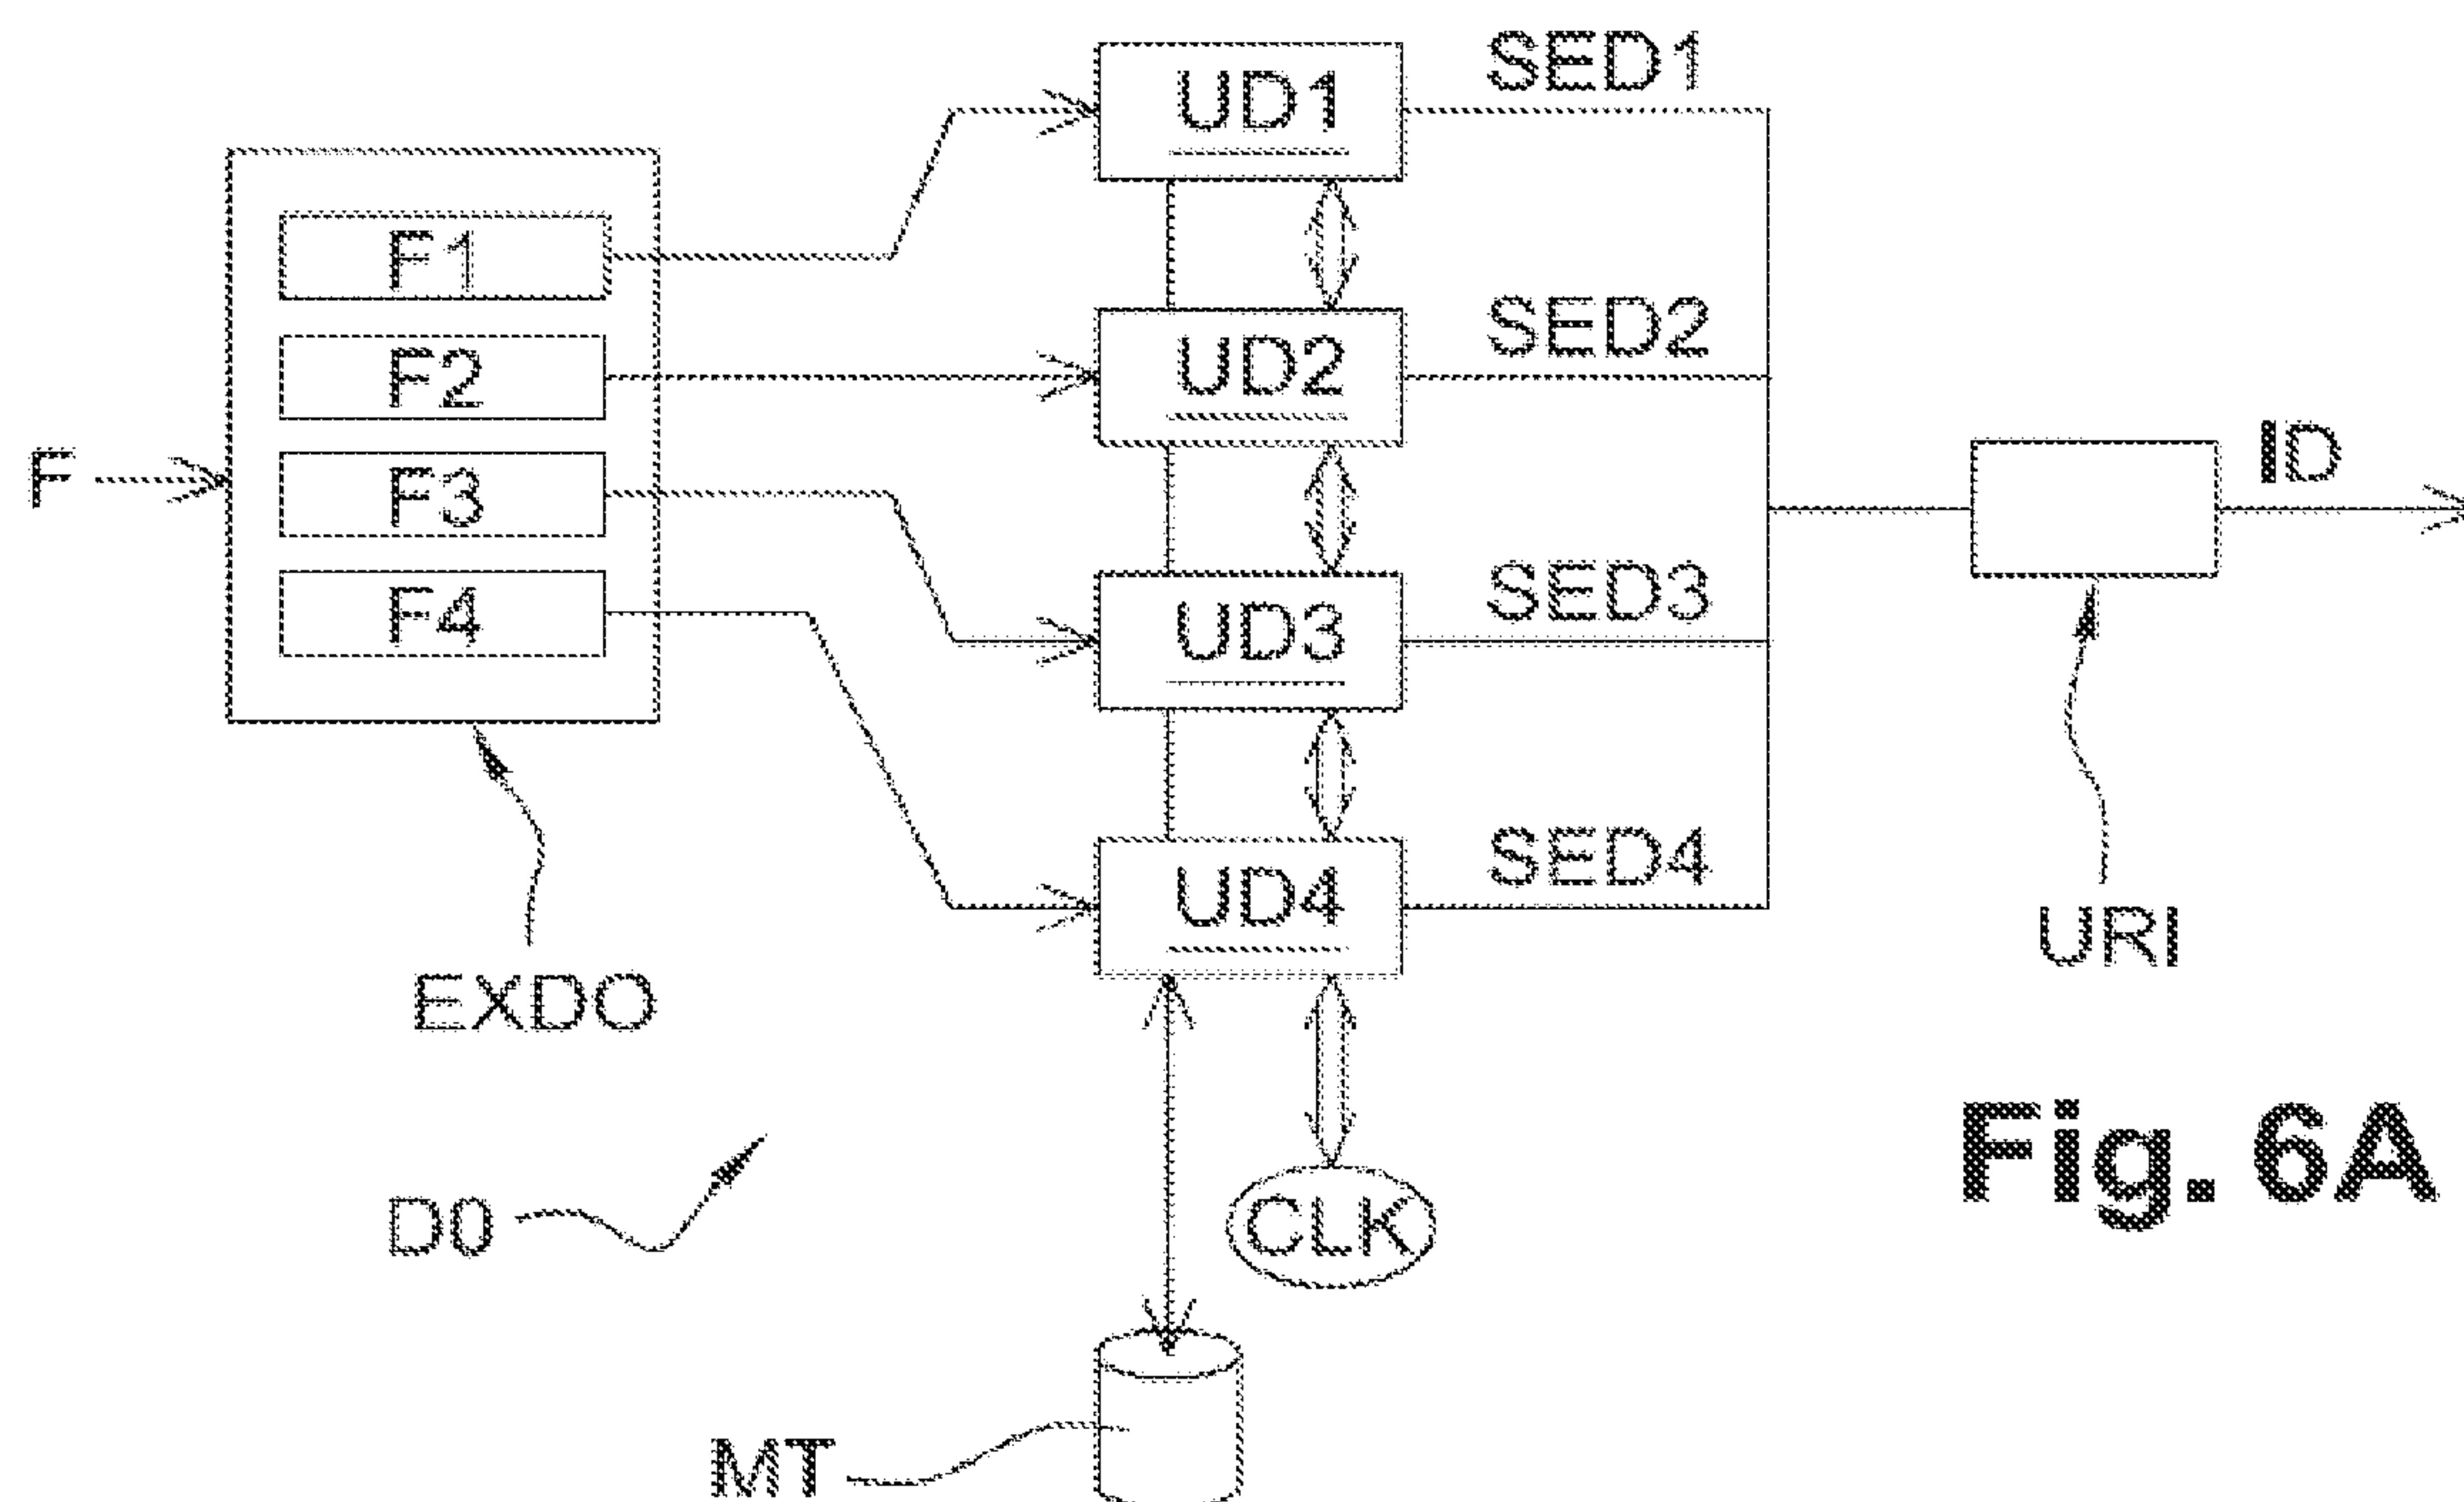 SED1
UD1
F1
SED2
F2
UD2
ID
F
F3
SED3
F4
UD3
SED4
UD4
URI
EXDO
Fig. 6A
D0
CLK
MT